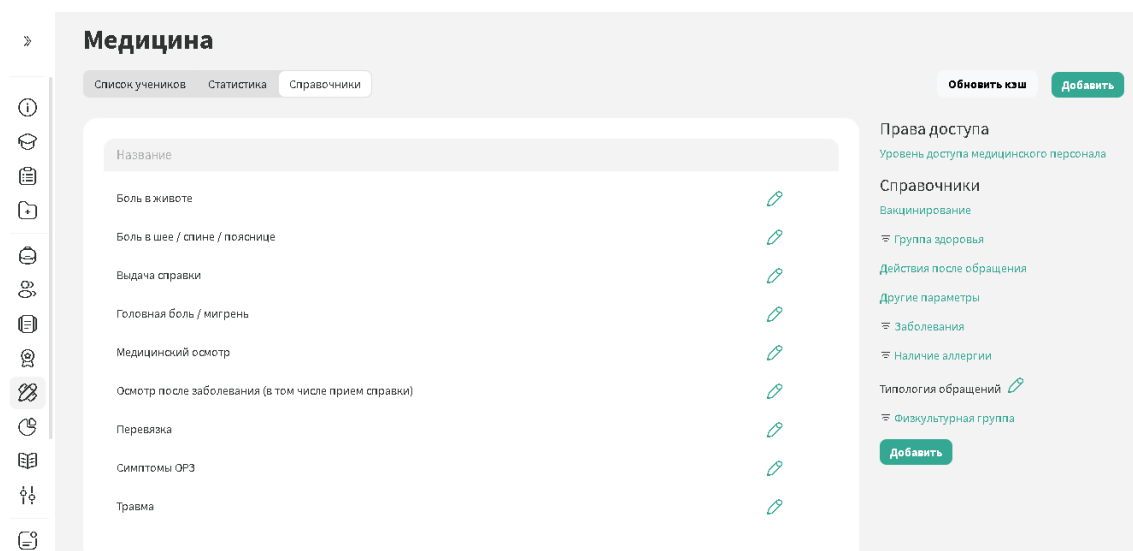 Медицина
Список учеников Статистика Справочники
Обновить кэш Добавить
Название
Боль в животе
Боль в шее / спине / пояснице
Выдача справки
Головная боль / мигрень
Медицинский осмотр
Осмотр после заболевания (в том числе прием справки)
Перевязка
Симптомы ОРЗ
Травма
Права доступа
Уровень доступа медицинского персонала
Справочники
Вакцинирование
Группа здоровья
Действия после обращения
Другие параметры
Заболевания
Наличие аллергии
Типология обращений
Физкультурная группа
Добавить